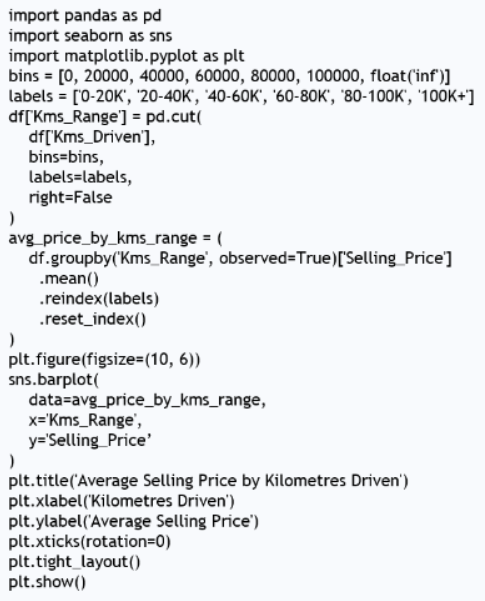 import pandas as pd
import seaborn as sns
import matplotlib.pyplot as plt
bins = [0, 20000, 40000, 60000, 80000, 100000, float('inf')]
labels = ['0-20K', '20-40K', '40-60K', '60-80K', '80-100K', '100K+']
df['Kms_Range'] = pd.cut(
    df['Kms_Driven'],
    bins=bins,
    labels=labels,
    right=False
)
avg_price_by_kms_range = (
    df.groupby('Kms_Range', observed=True)['Selling_Price']
      .mean()
      .reindex(labels)
      .reset_index()
)
plt.figure(figsize=(10, 6))
sns.barplot(
    data=avg_price_by_kms_range,
    x='Kms_Range',
    y='Selling_Price’
)
plt.title('Average Selling Price by Kilometres Driven')
plt.xlabel('Kilometres Driven')
plt.ylabel('Average Selling Price')
plt.xticks(rotation=0)
plt.tight_layout()
plt.show()